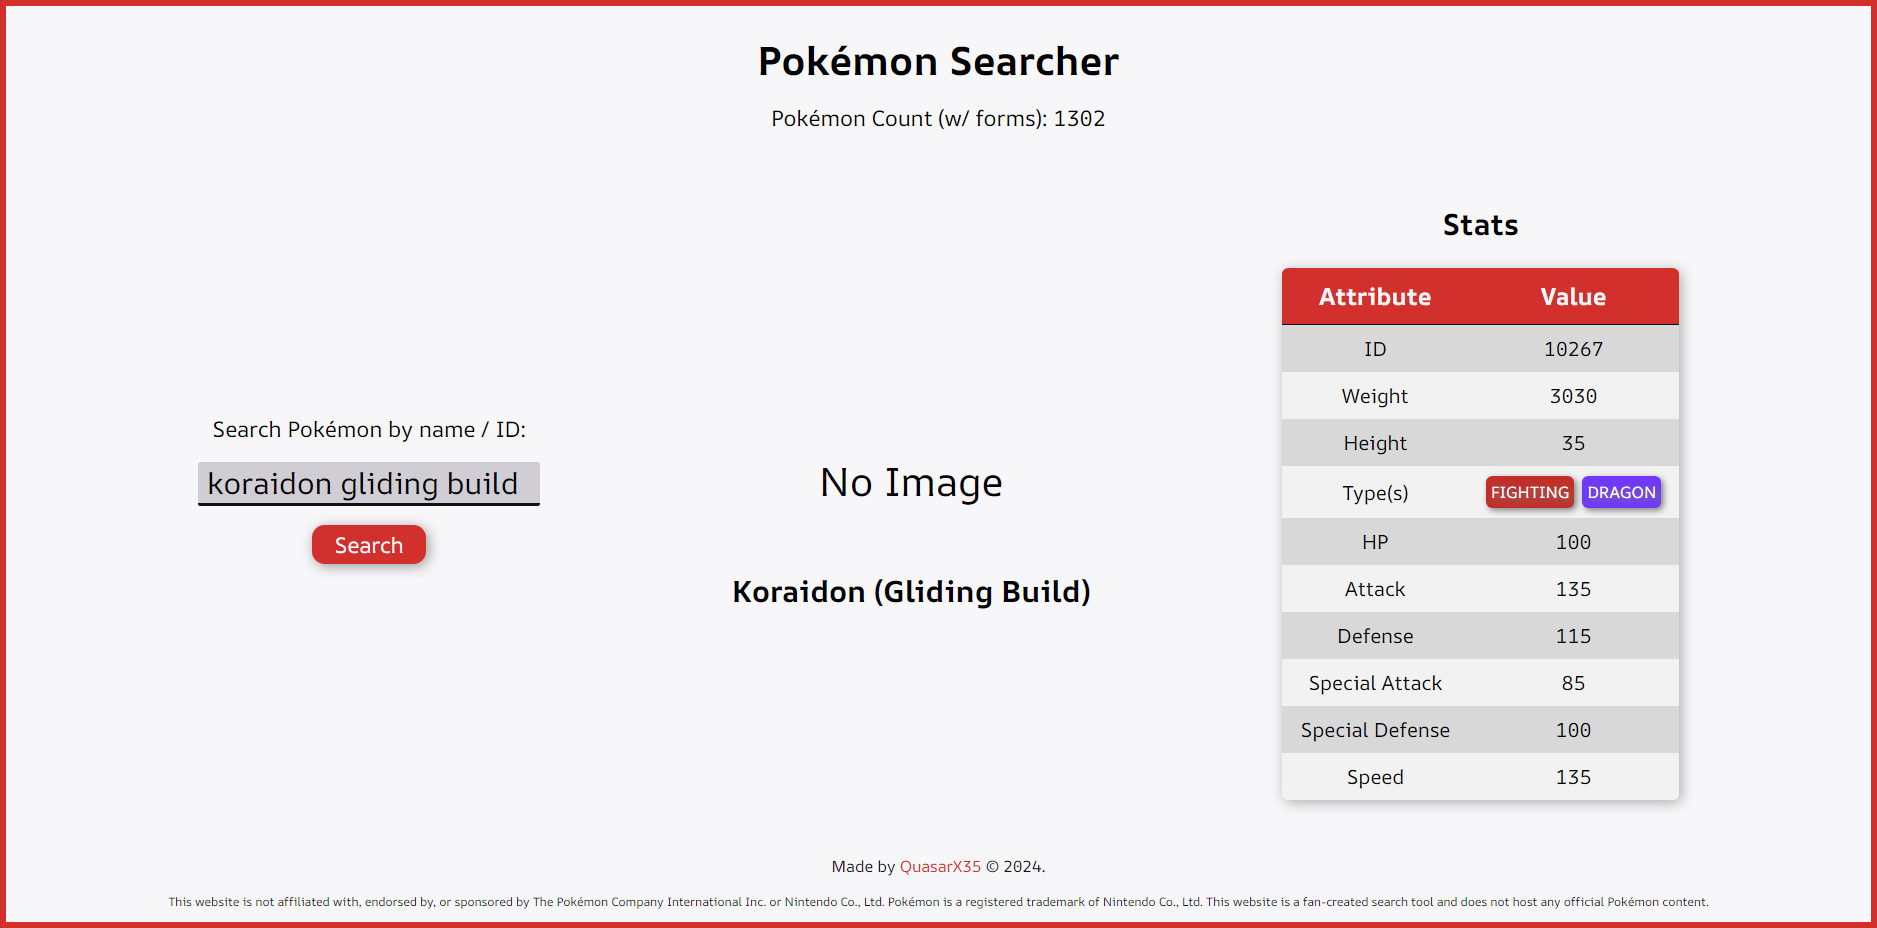 Pokémon Searcher
Pokémon Count (w/ forms): 1302
Search Pokémon by name / ID:
koraidon gliding build
Search
No Image
Koraidon (Gliding Build)
Stats
Attribute Value
ID 10267
Weight 3030
Height 35
Type(s) FIGHTING DRAGON
HP 100
Attack 135
Defense 115
Special Attack 85
Special Defense 100
Speed 135
Made by QuasarX35 © 2024.
This website is not affiliated with, endorsed by, or sponsored by The Pokémon Company International Inc. or Nintendo Co., Ltd. Pokémon is a registered trademark of Nintendo Co., Ltd. This website is a fan-created search tool and does not host any official Pokémon content.